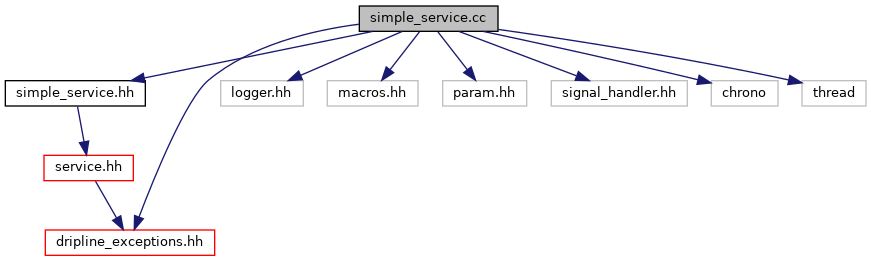 simple_service.cc
simple_service.hh
logger.hh
macros.hh
param.hh
signal_handler.hh
chrono
thread
service.hh
dripline_exceptions.hh